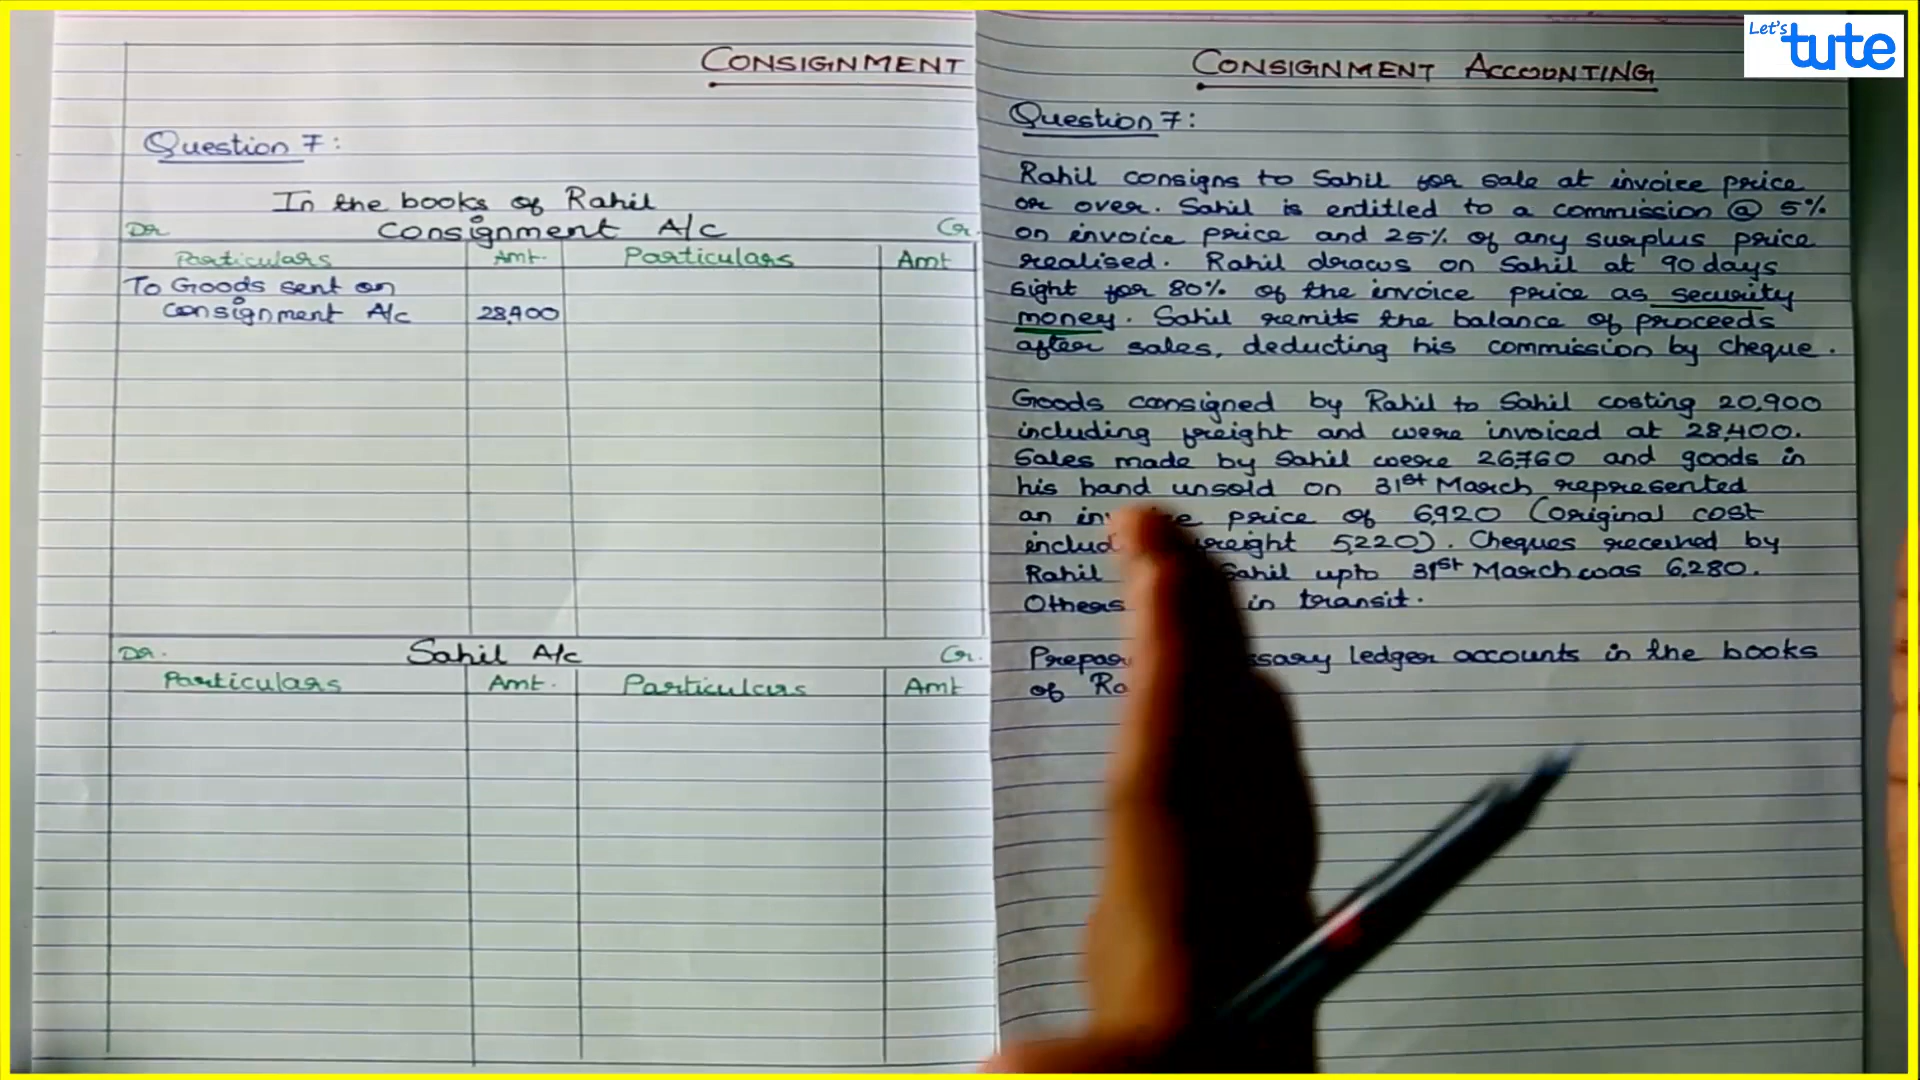 Let's tute
CONSIGNMENT
Question 7:
In the books of Rahil
Dr. Consignment A/c Cr.
Particulars Amt. Particulars Amt
To Goods sent on
Consignment A/c 28,400
Dr. Sahil A/c Cr.
Particulars Amt. Particulars Amt
CONSIGNMENT ACCOUNTING
Question 7:
Rahil consigns to Sahil for sale at invoice price
or over. Sahil is entitled to a commission @ 5%
on invoice price and 25% of any surplus price
realised. Rahil draws on Sahil at 90 days
sight for 80% of the invoice price as security
money. Sahil remits the balance of proceeds
after sales, deducting his commission by cheque.
Goods consigned by Rahil to Sahil costing 20,900
including freight and were invoiced at 28,400.
Sales made by Sahil were 26,760 and goods in
his hand unsold on 31st March represented
an price of 6,920 (original cost
5,220). Cheques received by
Rahil Sahil upto 31st March was 6,280.
Others in transit.
ledger accounts in the books
of